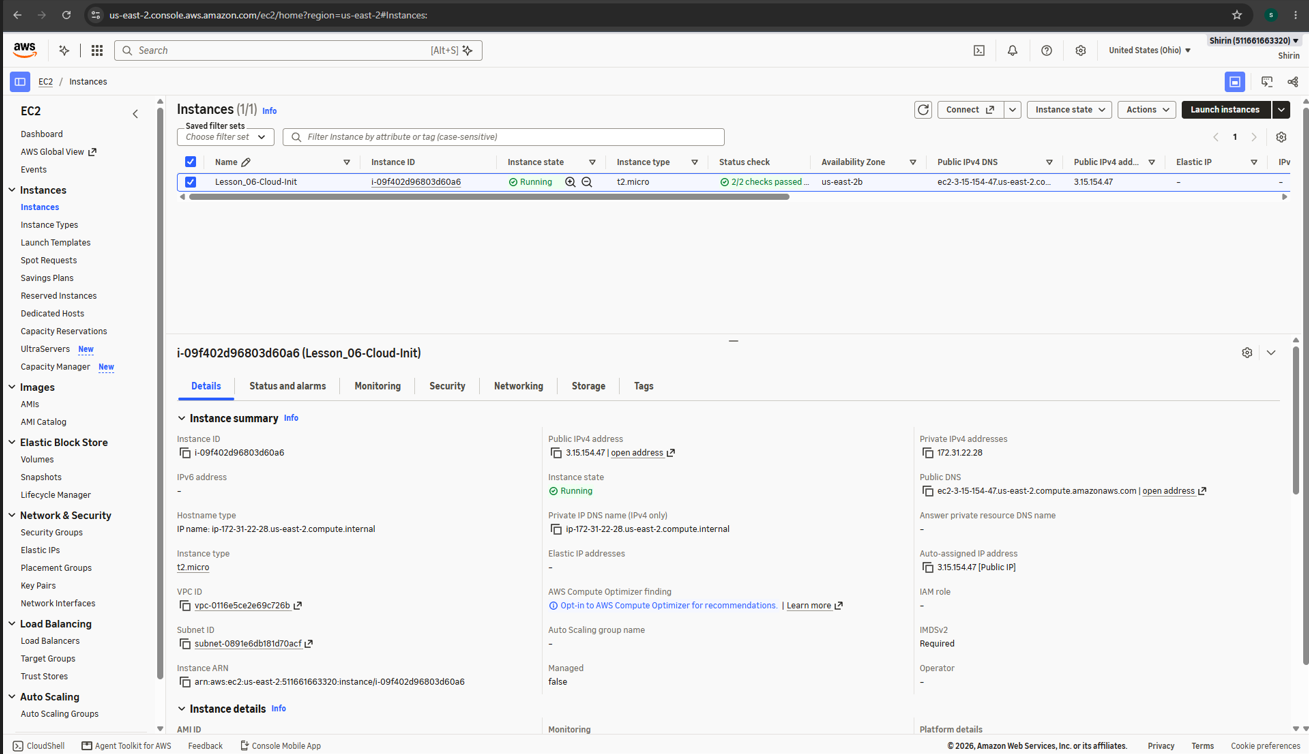 us-east-2.console.aws.amazon.com/ec2/home?region=us-east-2#Instances:
S
aws
Search
[Alt+S]
United States (Ohio)
Shirin (511661663320)
Shirin
EC2 / Instances
EC2
Dashboard
AWS Global View
Events
Instances
Instances
Instance Types
Launch Templates
Spot Requests
Savings Plans
Reserved Instances
Dedicated Hosts
Capacity Reservations
UltraServers New
Capacity Manager New
Images
AMIs
AMI Catalog
Elastic Block Store
Volumes
Snapshots
Lifecycle Manager
Network & Security
Security Groups
Elastic IPs
Placement Groups
Key Pairs
Network Interfaces
Load Balancing
Load Balancers
Target Groups
Trust Stores
Auto Scaling
Auto Scaling Groups
Instances (1/1) Info
Connect
Instance state
Actions
Launch instances
Saved filter sets
Choose filter set
Filter Instance by attribute or tag (case-sensitive)
1
Name Instance ID Instance state Instance type Status check Availability Zone Public IPv4 DNS Public IPv4 add... Elastic IP IPv
Lesson_06-Cloud-Init i-09f402d96803d60a6 Running t2.micro 2/2 checks passed ... us-east-2b ec2-3-15-154-47.us-east-2.co... 3.15.154.47 – –
i-09f402d96803d60a6 (Lesson_06-Cloud-Init)
Details Status and alarms Monitoring Security Networking Storage Tags
Instance summary Info
Instance ID
i-09f402d96803d60a6
Public IPv4 address
3.15.154.47 | open address
Private IPv4 addresses
172.31.22.28
IPv6 address
–
Instance state
Running
Public DNS
ec2-3-15-154-47.us-east-2.compute.amazonaws.com | open address
Hostname type
IP name: ip-172-31-22-28.us-east-2.compute.internal
Private IP DNS name (IPv4 only)
ip-172-31-22-28.us-east-2.compute.internal
Answer private resource DNS name
–
Instance type
t2.micro
Elastic IP addresses
–
Auto-assigned IP address
3.15.154.47 [Public IP]
VPC ID
vpc-0116e5ce2e69c726b
AWS Compute Optimizer finding
Opt-in to AWS Compute Optimizer for recommendations. | Learn more
IAM role
–
Subnet ID
subnet-0891e6db181d70acf
Auto Scaling group name
–
IMDSv2
Required
Instance ARN
arn:aws:ec2:us-east-2:511661663320:instance/i-09f402d96803d60a6
Managed
false
Operator
–
Instance details Info
AMI ID
Monitoring
Platform details
CloudShell Agent Toolkit for AWS Feedback Console Mobile App
© 2026, Amazon Web Services, Inc. or its affiliates. Privacy Terms Cookie preferences